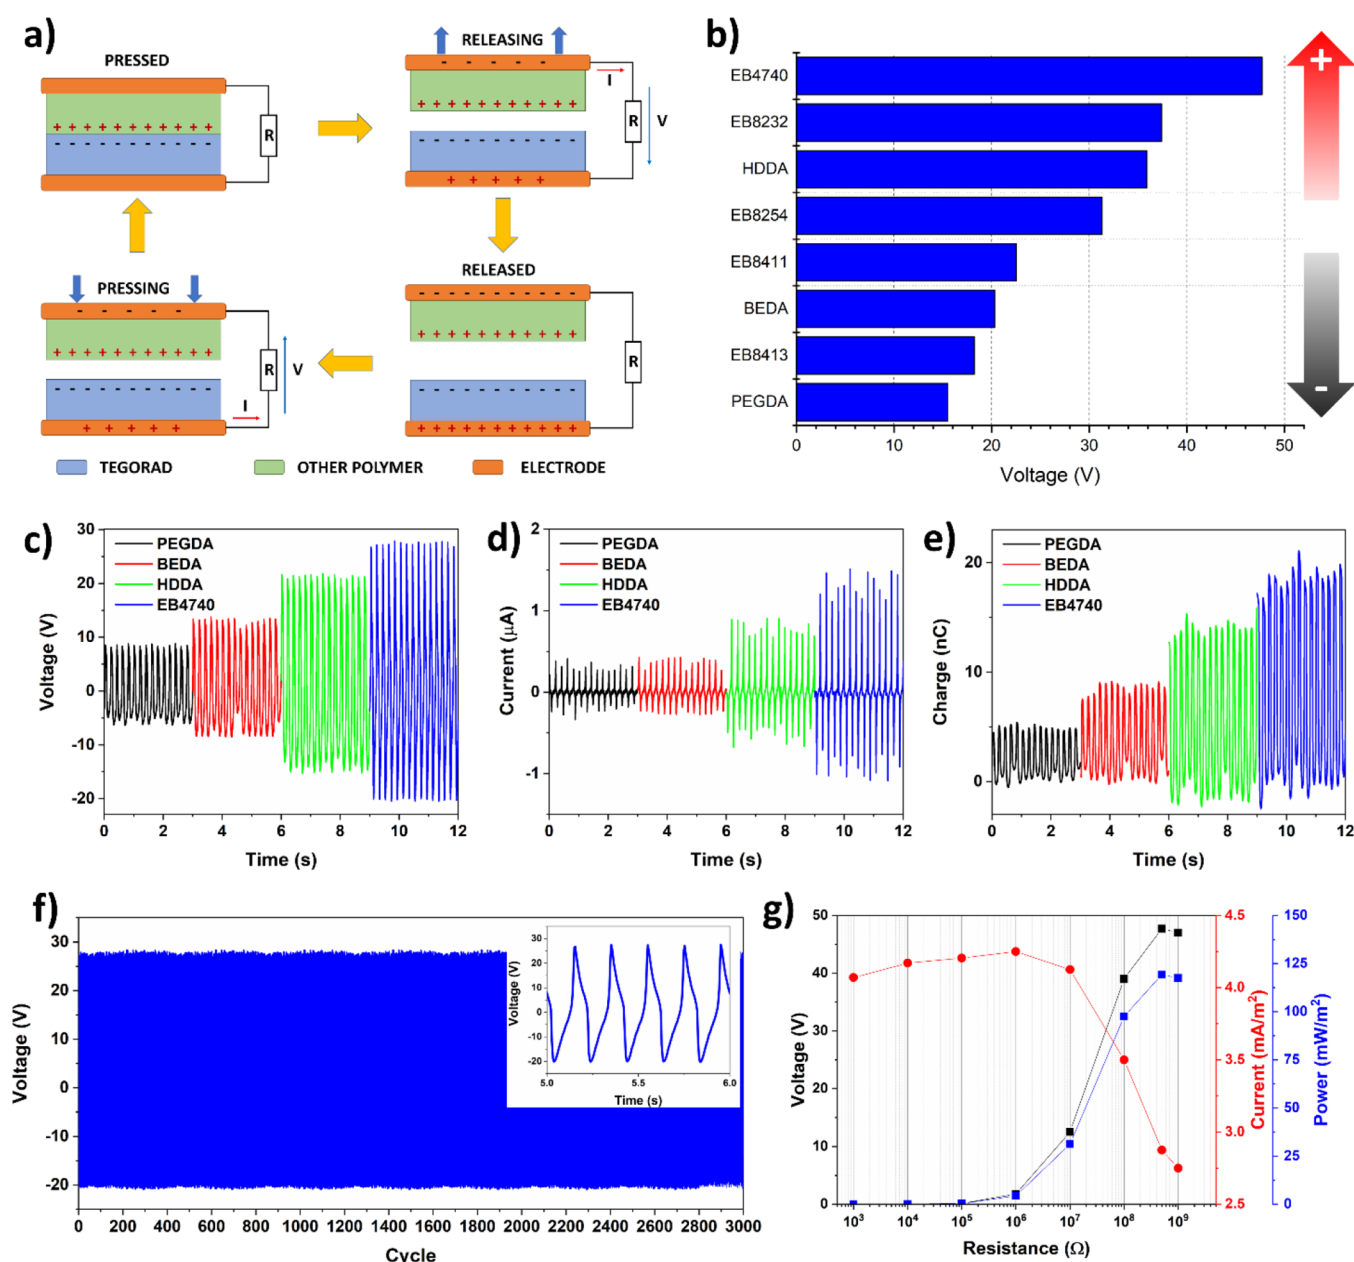 a)
PRESSED
+ + + + + + + + + +
- - - - - - - - - -
R
RELEASING
- - - - -
I
+ + + + + + + + + +
R
V
- - - - - - - - - -
+ + + + +
PRESSING
- - - - -
+ + + + + + + + + +
R
V
- - - - - - - - - -
I
+ + + + +
RELEASED
- - - - - - - - - -
+ + + + + + + + + +
R
- - - - - - - - - -
+ + + + + + + + + +
TEGORAD
OTHER POLYMER
ELECTRODE
b)
EB4740
EB8232
HDDA
EB8254
EB8411
BEDA
EB8413
PEGDA
0 10 20 30 40 50
Voltage (V)
+
-
c)
PEGDA
BEDA
HDDA
EB4740
30
20
10
0
-10
-20
Voltage (V)
0 2 4 6 8 10 12
Time (s)
d)
PEGDA
BEDA
HDDA
EB4740
2
1
0
-1
Current (μA)
0 2 4 6 8 10 12
Time (s)
e)
PEGDA
BEDA
HDDA
EB4740
20
10
0
Charge (nC)
0 2 4 6 8 10 12
Time (s)
f)
30
20
10
0
-10
-20
Voltage (V)
0 200 400 600 800 1000 1200 1400 1600 1800 2000 2200 2400 2600 2800 3000
Cycle
30
20
10
0
-10
-20
Voltage (V)
5.0 5.5 6.0
Time (s)
g)
50
40
30
20
10
0
Voltage (V)
10³ 10⁴ 10⁵ 10⁶ 10⁷ 10⁸ 10⁹
Resistance (Ω)
4.5
4.0
3.5
3.0
2.5
Current (mA/m²)
150
125
100
75
50
25
0
Power (mW/m²)